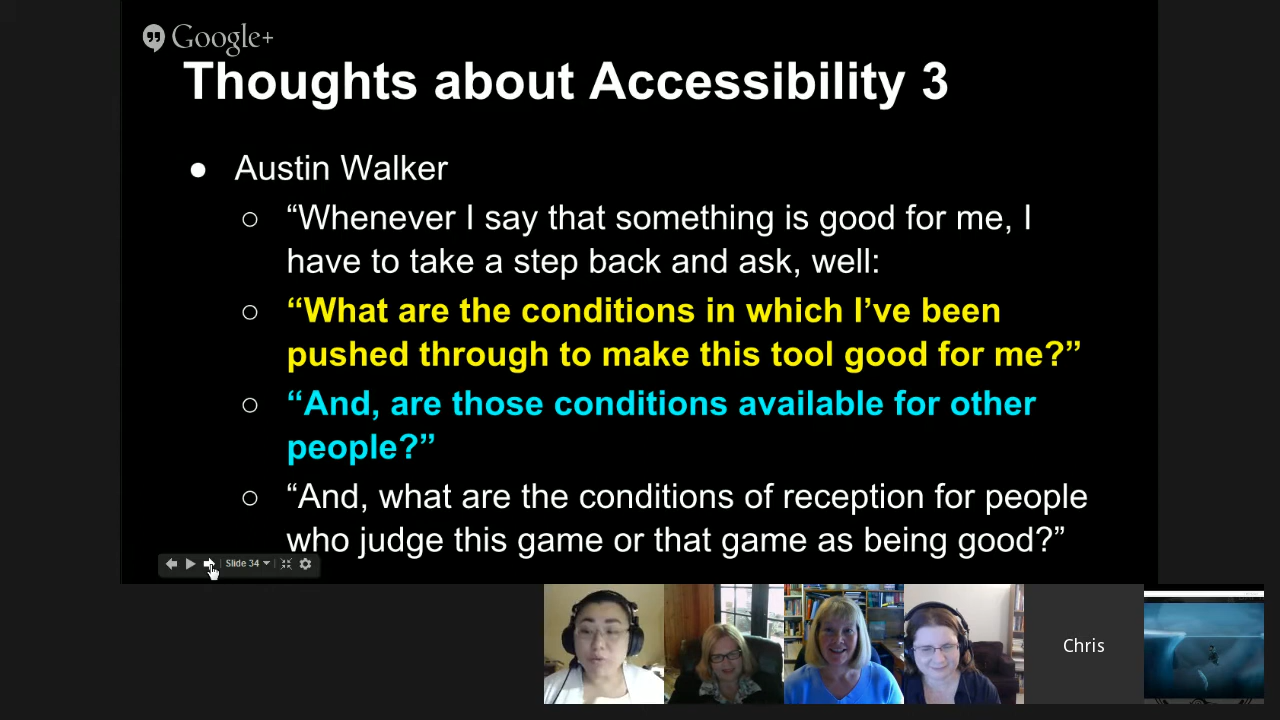 Google+
Thoughts about Accessibility 3
● Austin Walker
○ “Whenever I say that something is good for me, I
have to take a step back and ask, well:
○ “What are the conditions in which I’ve been
pushed through to make this tool good for me?”
○ “And, are those conditions available for other
people?”
○ “And, what are the conditions of reception for people
who judge this game or that game as being good?”
Slide 34
Chris